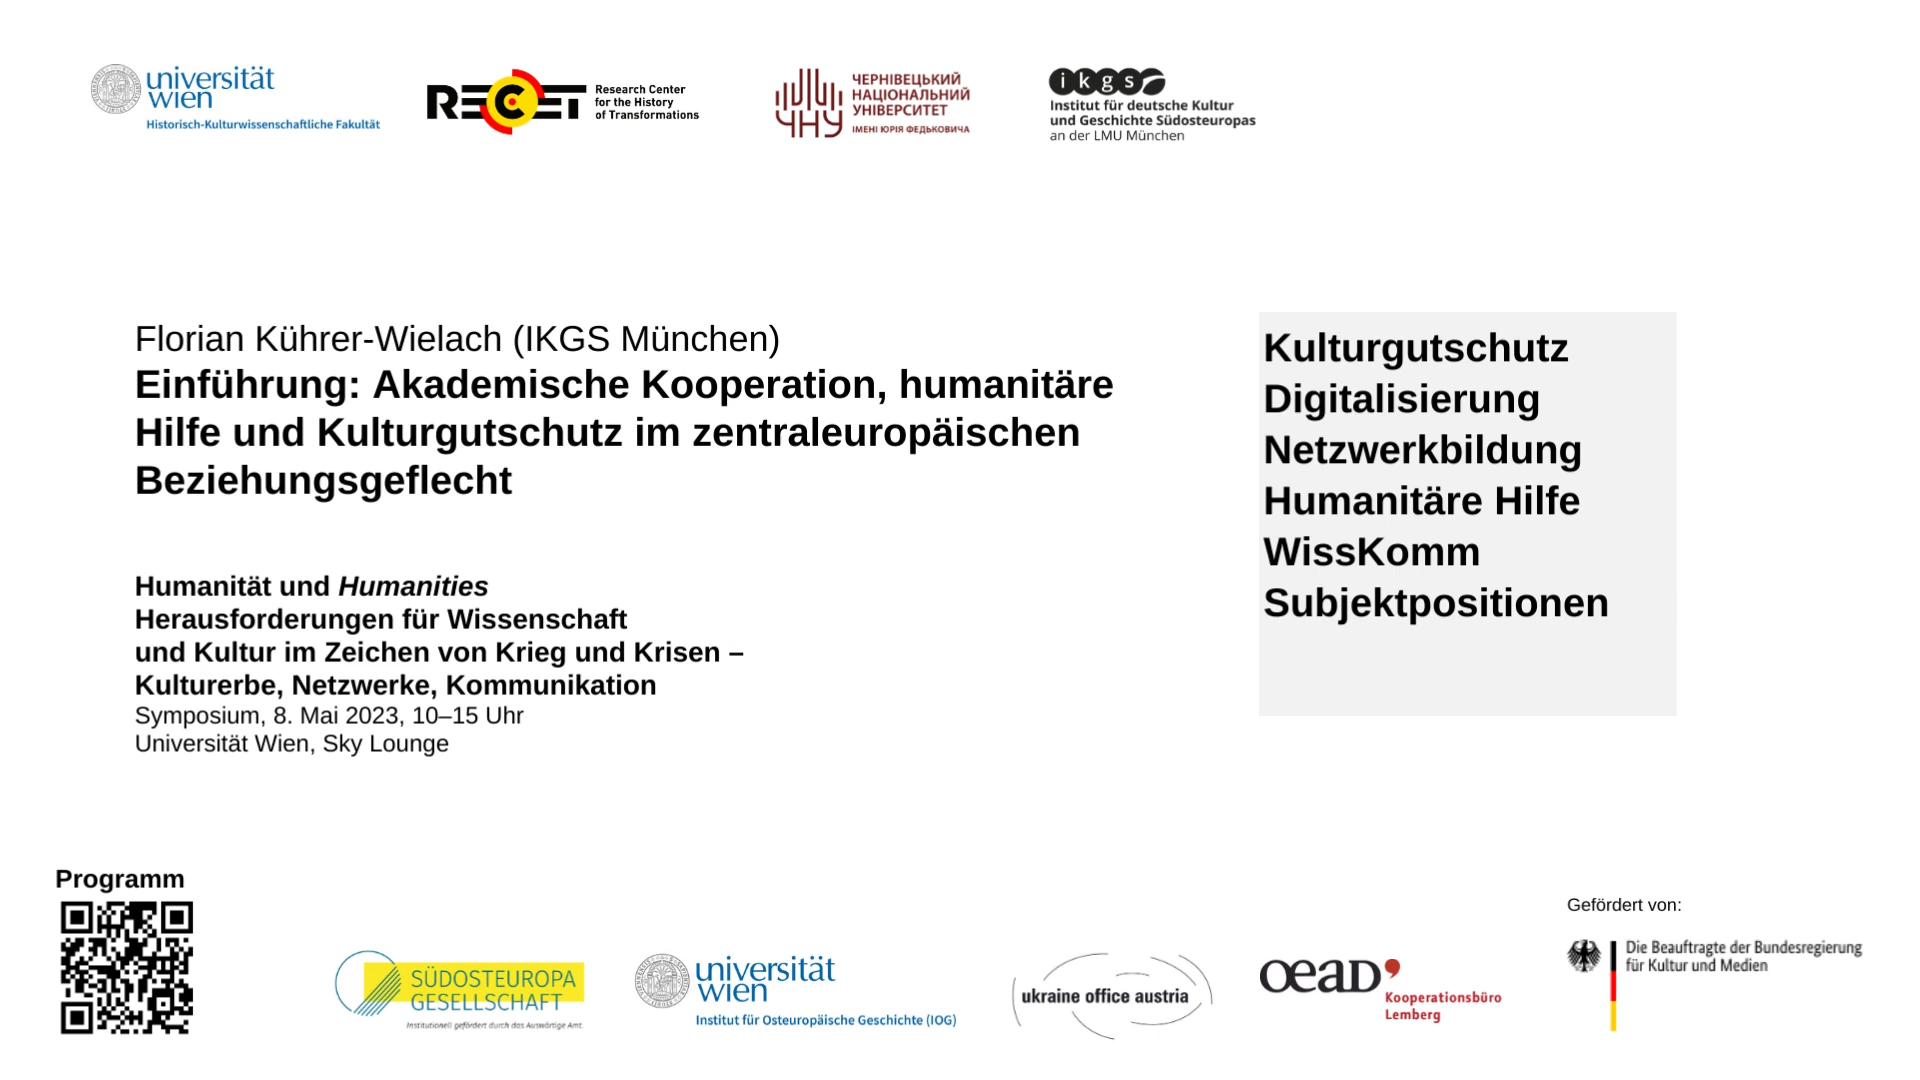 universität
wien
Historisch-Kulturwissenschaftliche Fakultät
RECET
Research Center
for the History
of Transformations
ЧНУ
ЧЕРНІВЕЦЬКИЙ
НАЦІОНАЛЬНИЙ
УНІВЕРСИТЕТ
ІМЕНІ ЮРІЯ ФЕДЬКОВИЧА
ikgs
Institut für deutsche Kultur
und Geschichte Südosteuropas
an der LMU München
Florian Kührer-Wielach (IKGS München)
Einführung: Akademische Kooperation, humanitäre
Hilfe und Kulturgutschutz im zentraleuropäischen
Beziehungsgeflecht
Humanität und Humanities
Herausforderungen für Wissenschaft
und Kultur im Zeichen von Krieg und Krisen –
Kulturerbe, Netzwerke, Kommunikation
Symposium, 8. Mai 2023, 10–15 Uhr
Universität Wien, Sky Lounge
Kulturgutschutz
Digitalisierung
Netzwerkbildung
Humanitäre Hilfe
WissKomm
Subjektpositionen
Programm
SÜDOSTEUROPA
GESELLSCHAFT
Institutionell gefördert durch das Auswärtige Amt.
universität
wien
Institut für Osteuropäische Geschichte (IOG)
ukraine office austria
OeAD
Kooperationsbüro
Lemberg
Gefördert von:
Die Beauftragte der Bundesregierung
für Kultur und Medien